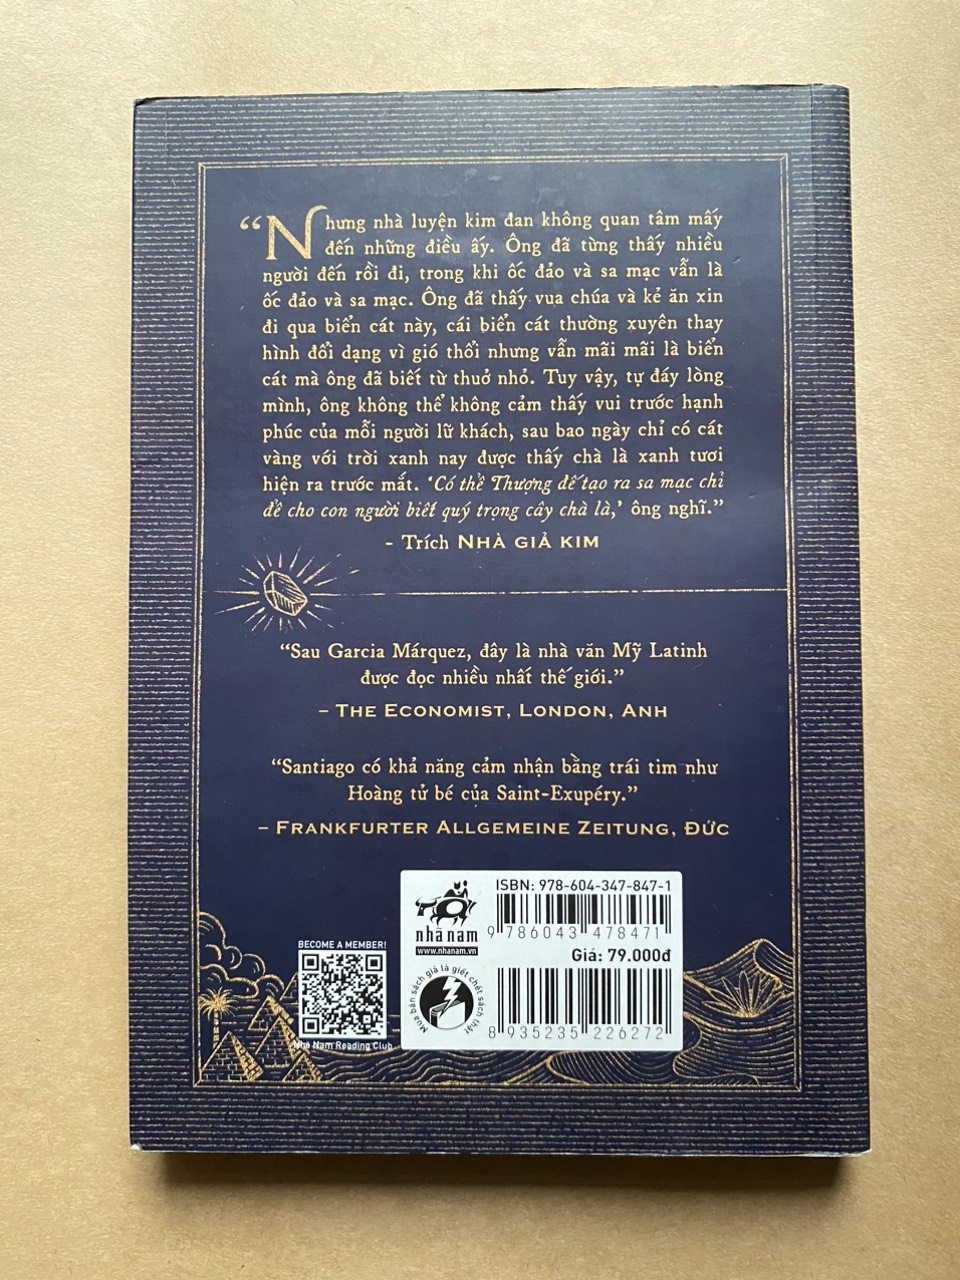 “Nhưng nhà luyện kim đan không quan tâm mấy
đến những điều ấy. Ông đã từng thấy nhiều
người đến rồi đi, trong khi ốc đảo và sa mạc vẫn là
ốc đảo và sa mạc. Ông đã thấy vua chúa và kẻ ăn xin
đi qua biển cát này, cái biển cát thường xuyên thay
hình đổi dạng vì gió thổi nhưng vẫn mãi mãi là biển
cát mà ông đã biết từ thuở nhỏ. Tuy vậy, tự đáy lòng
mình, ông không thể không cảm thấy vui trước hạnh
phúc của mỗi người lữ khách, sau bao ngày chỉ có cát
vàng với trời xanh nay được thấy chà là xanh tươi
hiện ra trước mắt. ‘Có thể Thượng đế tạo ra sa mạc chỉ
để cho con người biết quý trọng cây chà là,’ ông nghĩ.”
- Trích NHÀ GIẢ KIM
“Sau Garcia Márquez, đây là nhà văn Mỹ Latinh
được đọc nhiều nhất thế giới.”
– THE ECONOMIST, LONDON, ANH
“Santiago có khả năng cảm nhận bằng trái tim như
Hoàng tử bé của Saint-Exupéry.”
– FRANKFURTER ALLGEMEINE ZEITUNG, ĐỨC
BECOME A MEMBER!
Nha Nam Reading Club
nhã nam
www.nhanam.vn
Mua bán sách giả là giết chết sách thật
ISBN: 978-604-347-847-1
9 786043 478471
Giá: 79.000đ
8 935235 226272